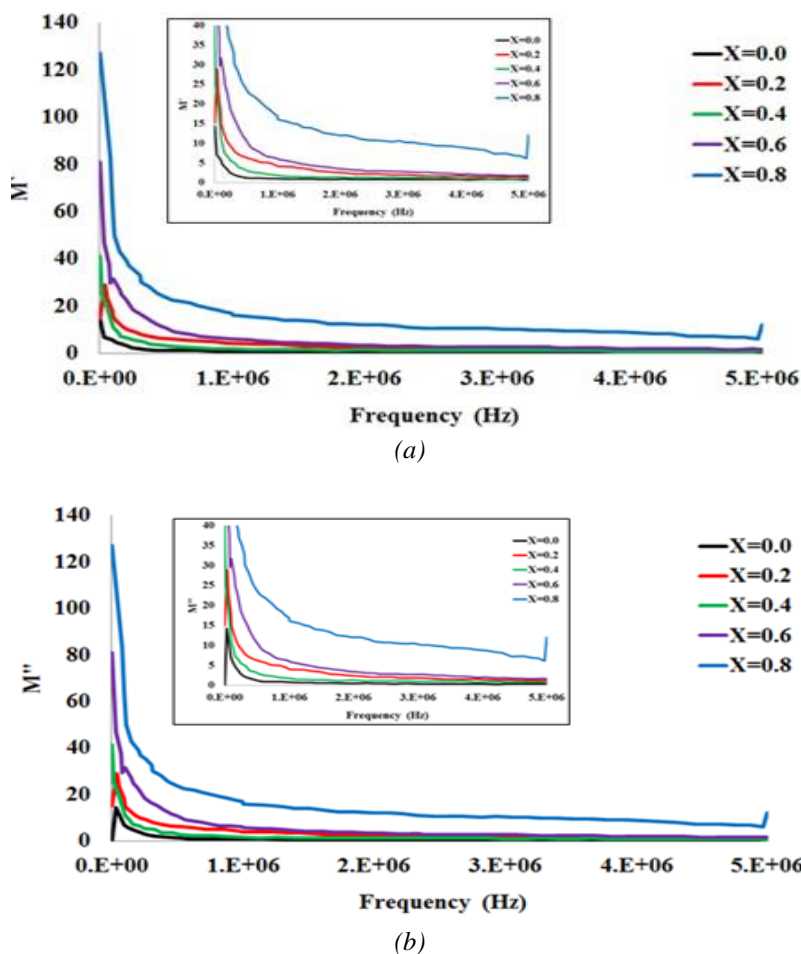 140
120
100
80
60
40
20
0
M`
0.E+00 1.E+06 2.E+06 3.E+06 4.E+06 5.E+06
Frequency (Hz)
X=0.0
X=0.2
X=0.4
X=0.6
X=0.8
40
35
30
25
20
15
10
5
0
M'
0.E+00 1.E+06 2.E+06 3.E+06 4.E+06 5.E+06
Frequency (Hz)
X=0.0
X=0.2
X=0.4
X=0.6
X=0.8
(a)
140
120
100
80
60
40
20
0
M"
0.E+00 1.E+06 2.E+06 3.E+06 4.E+06 5.E+06
Frequency (Hz)
X=0.0
X=0.2
X=0.4
X=0.6
X=0.8
40
35
30
25
20
15
10
5
0
M"
0.E+00 1.E+06 2.E+06 3.E+06 4.E+06 5.E+06
Frequency (Hz)
X=0.0
X=0.2
X=0.4
X=0.6
X=0.8
(b)